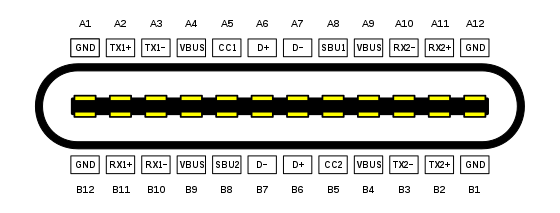 A1 A2 A3 A4 A5 A6 A7 A8 A9 A10 A11 A12
GND TX1+ TX1- VBUS CC1 D+ D- SBU1 VBUS RX2- RX2+ GND
GND RX1+ RX1- VBUS SBU2 D- D+ CC2 VBUS TX2- TX2+ GND
B12 B11 B10 B9 B8 B7 B6 B5 B4 B3 B2 B1